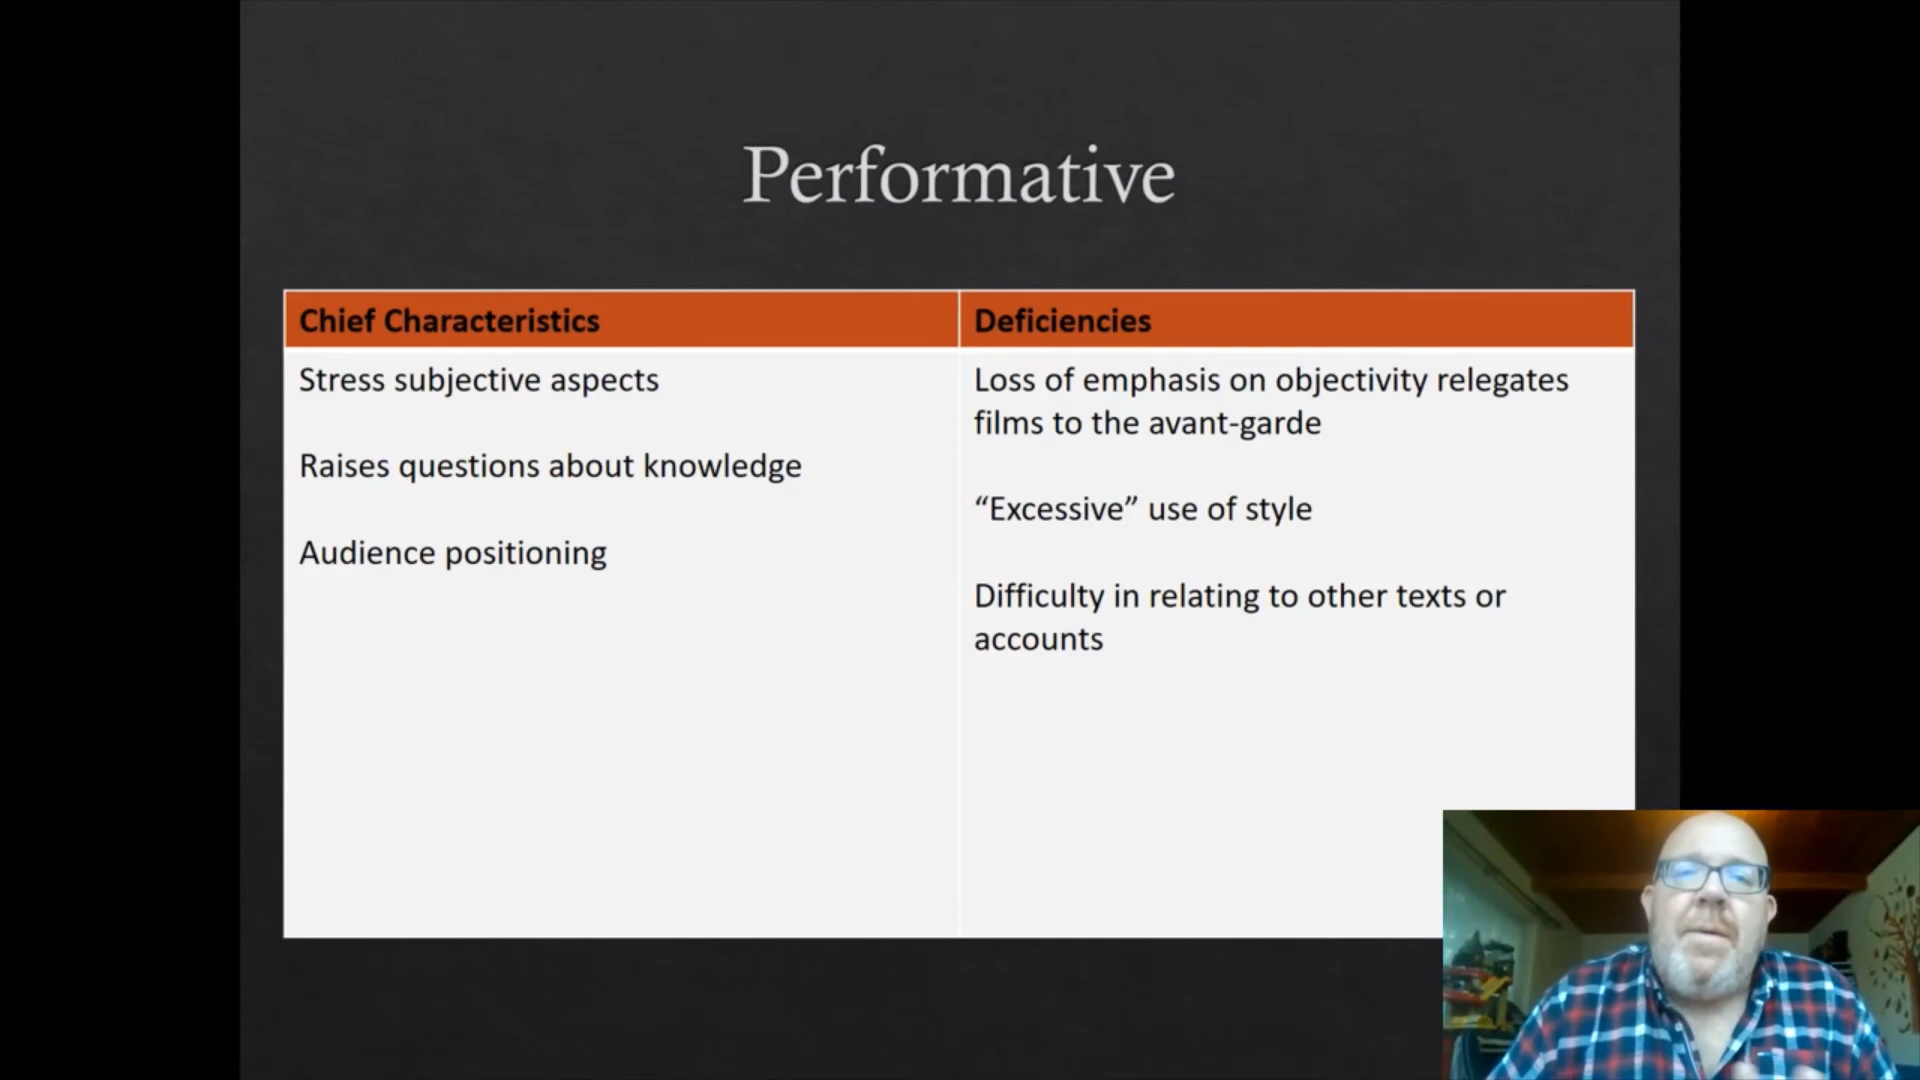 Performative
Chief Characteristics
Stress subjective aspects
Raises questions about knowledge
Audience positioning
Deficiencies
Loss of emphasis on objectivity relegates
films to the avant-garde
“Excessive” use of style
Difficulty in relating to other texts or
accounts